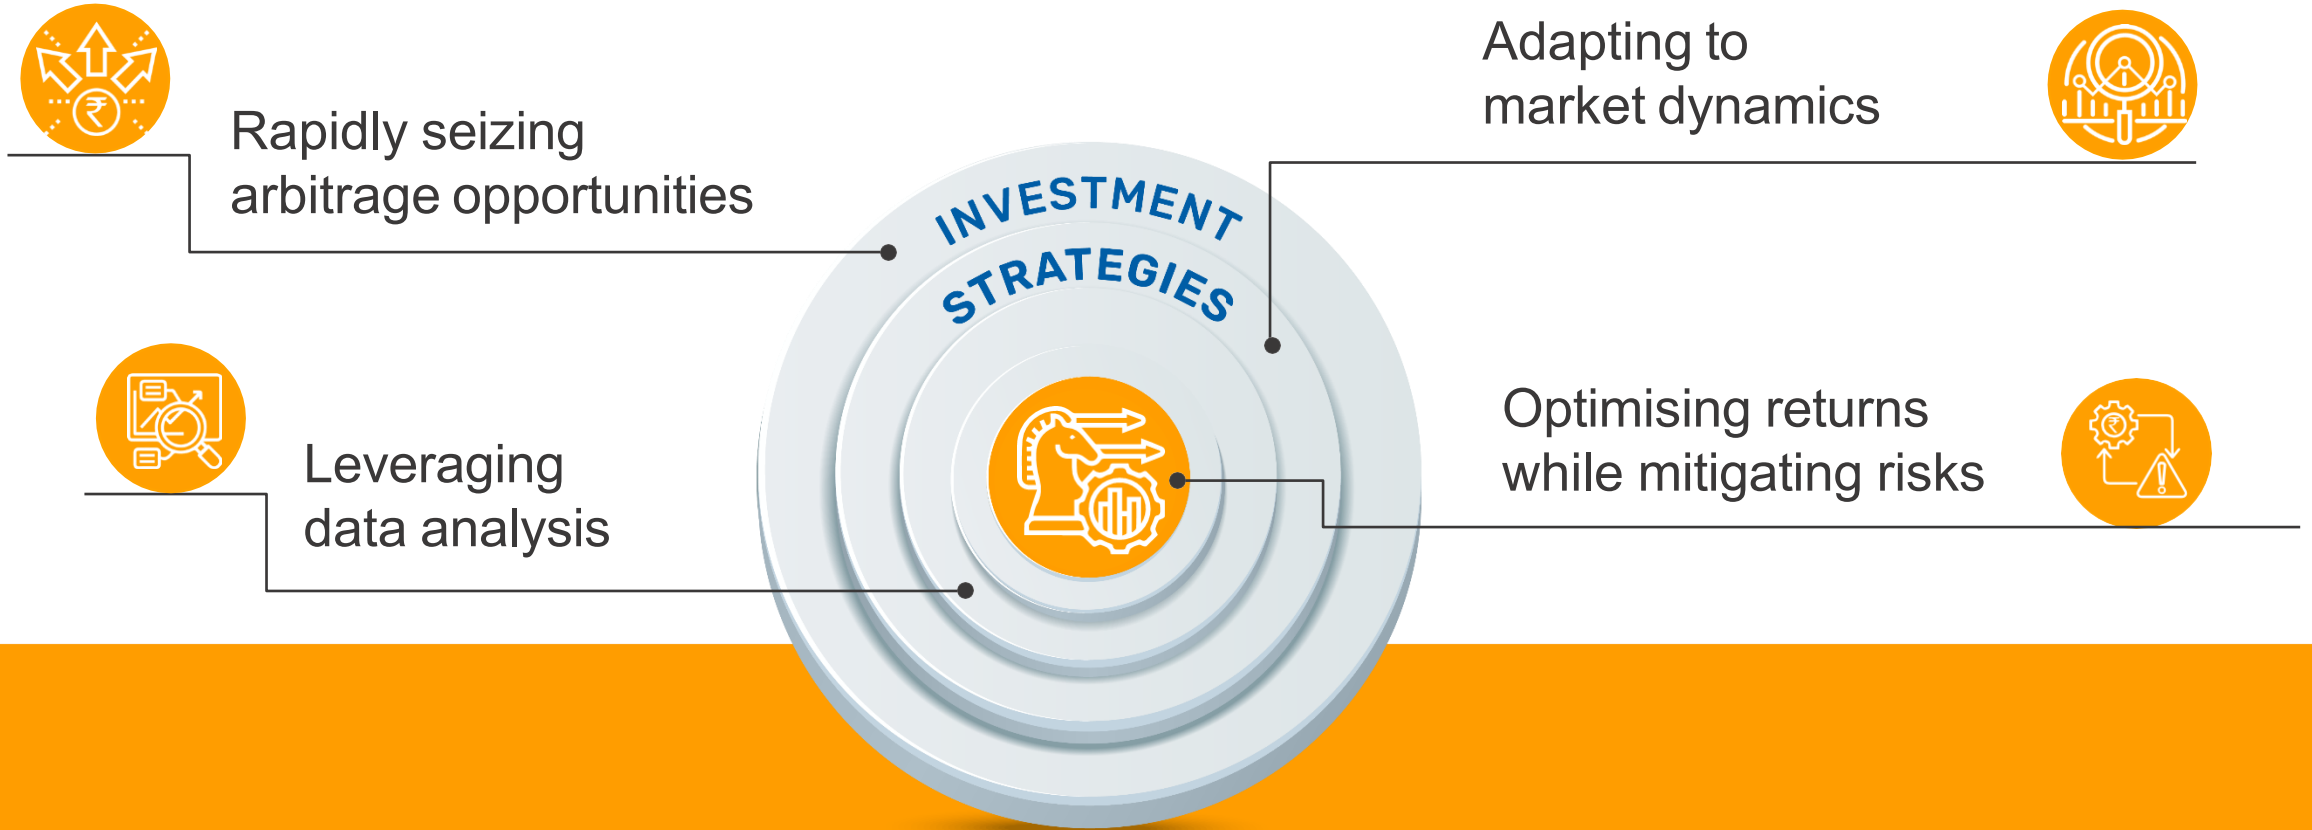 Rapidly seizing
arbitrage opportunities
Adapting to
market dynamics
INVESTMENT
STRATEGIES
Leveraging
data analysis
Optimising returns
while mitigating risks
₹
₹